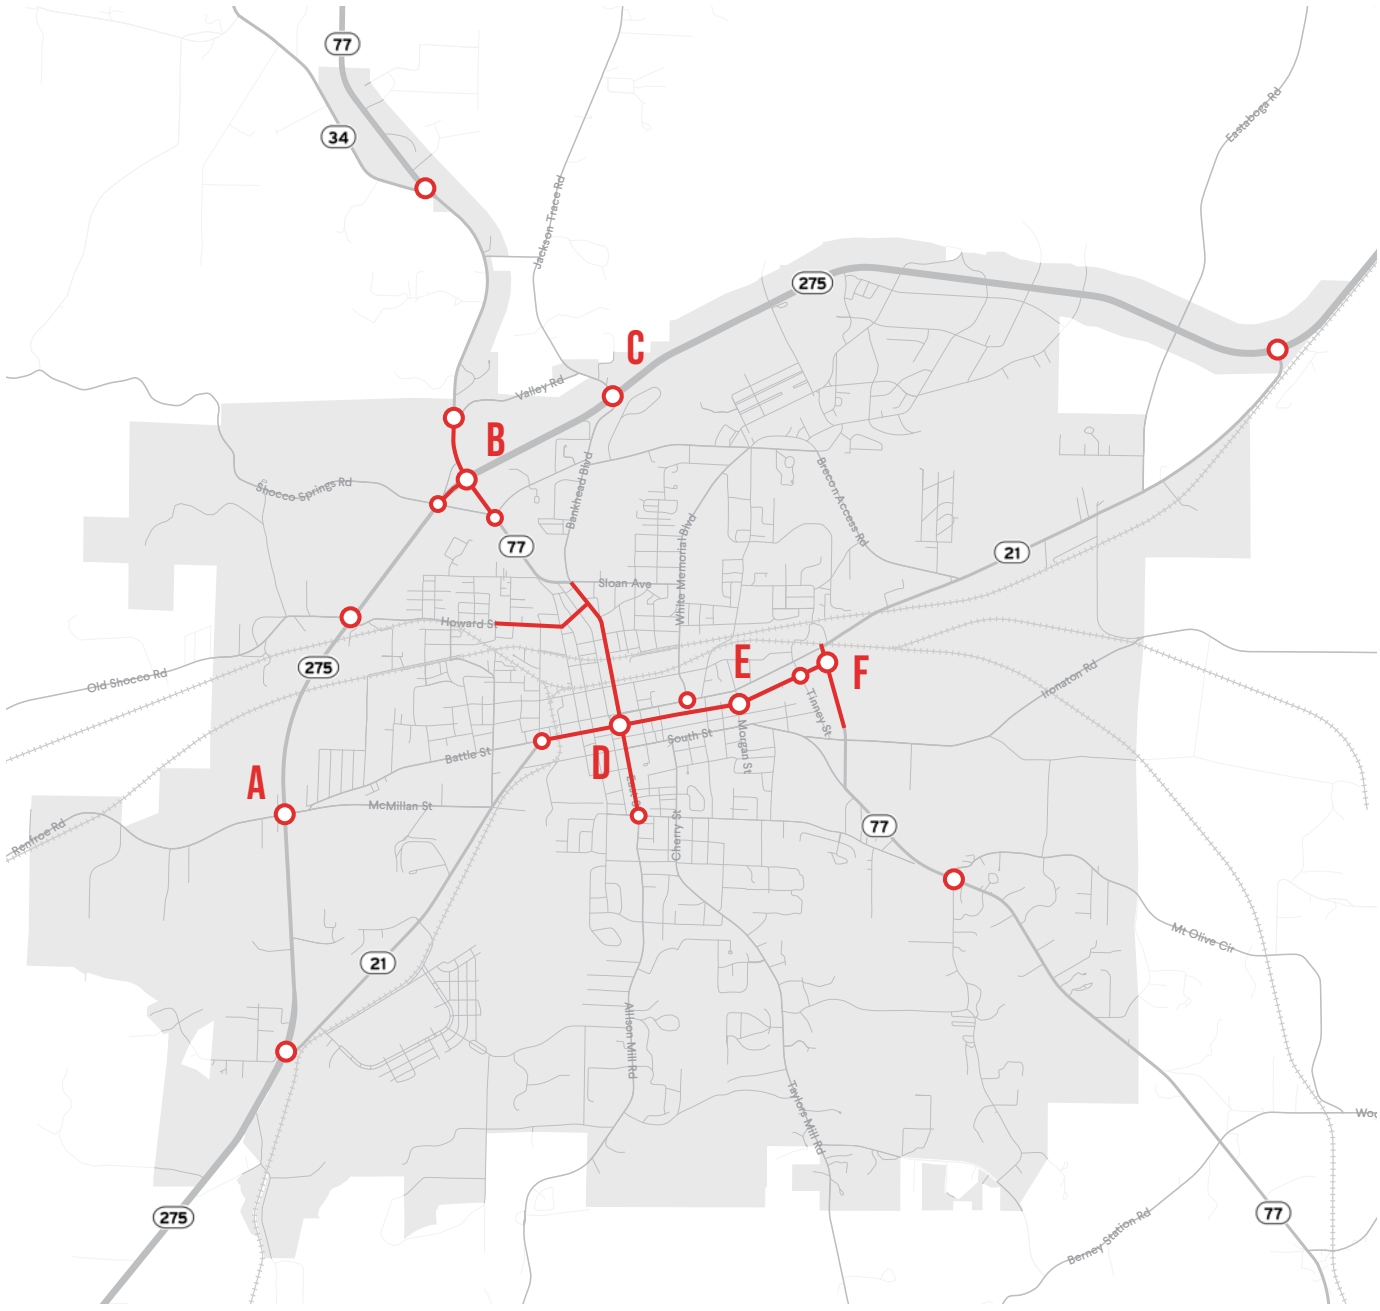 77
34
Eastaboga Rd
Jackson Trace Rd
275
C
Valley Rd
B
Shocco Springs Rd
Bankhead Blvd
Brecon Access Rd
77
21
White Memorial Blvd
Sloan Ave
Howard St
275
E
F
Old Shocco Rd
Ironaton Rd
Tinney St
South St
Morgan St
Battle St
D
A
McMillan St
Cherry St
77
Renfroe Rd
Mt Olive Cir
21
Allison Mill Rd
Taylors Mill Rd
275
77
Berney Station Rd